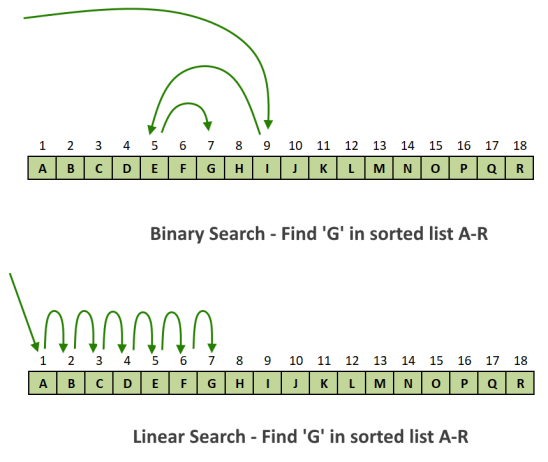 1 2 3 4 5 6 7 8 9 10 11 12 13 14 15 16 17 18
A B C D E F G H I J K L M N O P Q R
Binary Search - Find 'G' in sorted list A-R
1 2 3 4 5 6 7 8 9 10 11 12 13 14 15 16 17 18
A B C D E F G H I J K L M N O P Q R
Linear Search - Find 'G' in sorted list A-R